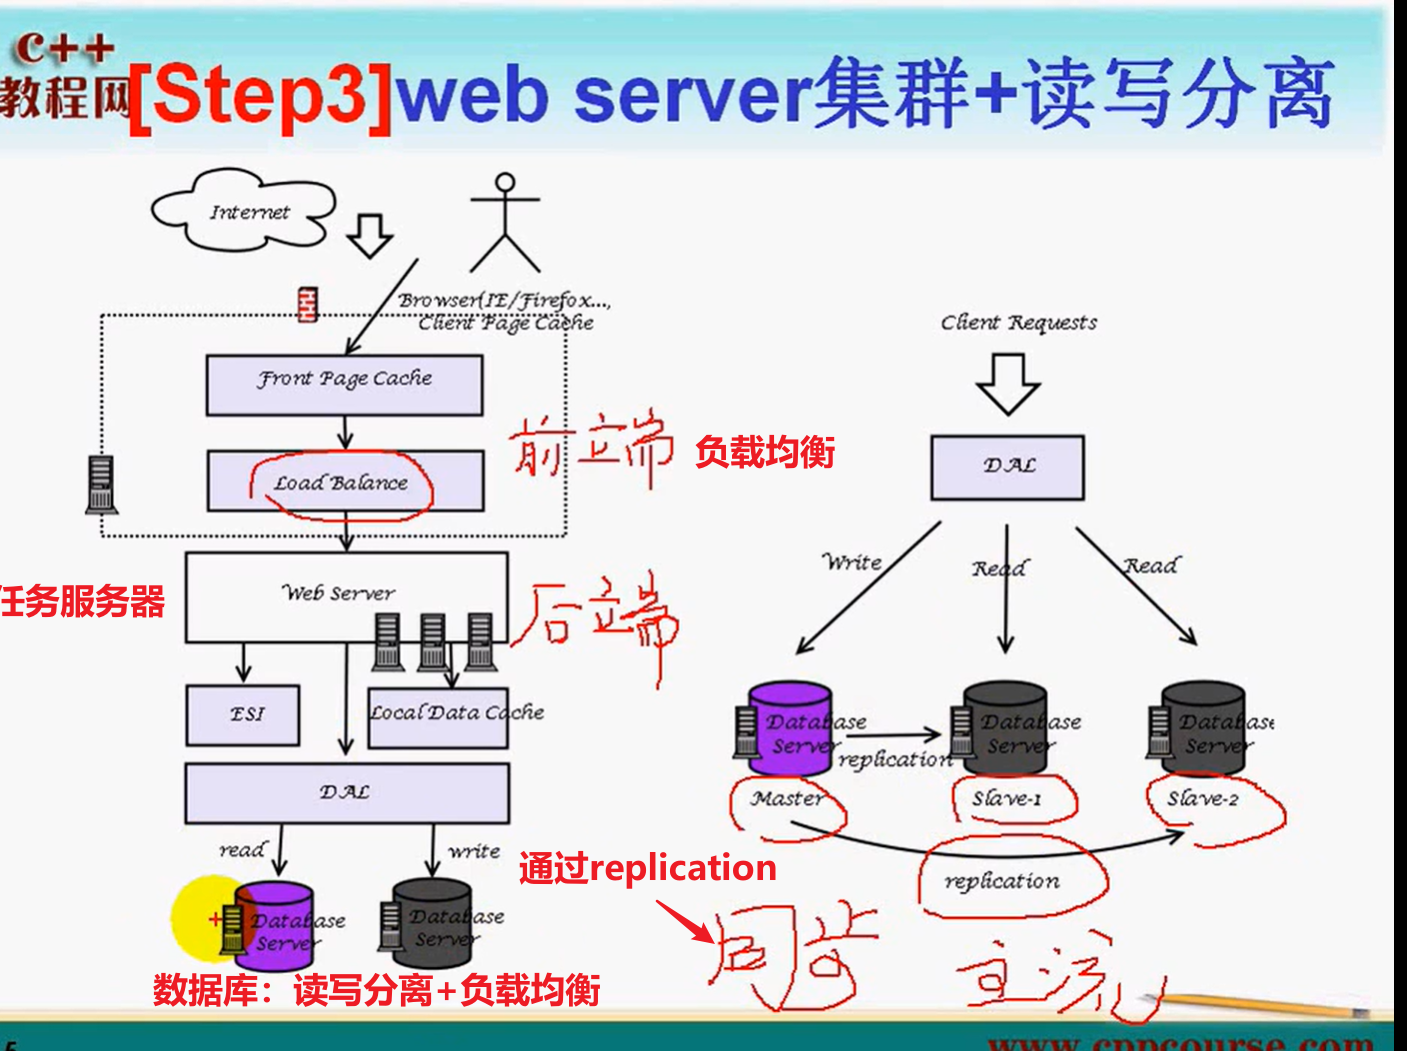 c++
教程网
[Step3]web server集群+读写分离
Internet
Browser(IE/Firefox...,
Client Page Cache
Front Page Cache
Load Balance
前端
负载均衡
任务服务器
Web Server
后端
ESI
Local Data Cache
DAL
read
write
Database
Server
Database
Server
数据库：读写分离+负载均衡
Client Requests
DAL
Write
Read
Read
Database
Server
replication
Database
Server
Database
Server
Master
Slave-1
Slave-2
replication
通过replication
同步
主流
www.cppcourse.com